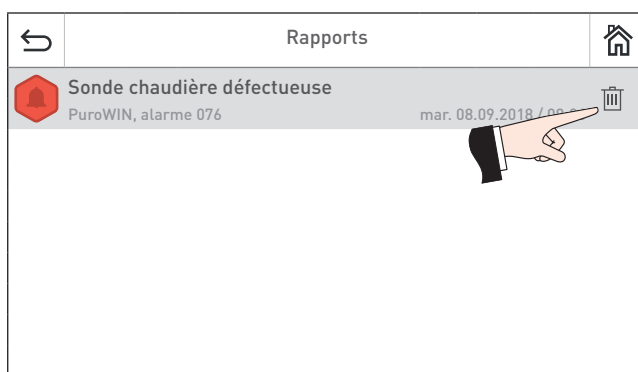 Rapports
Sonde chaudière défectueuse
PuroWIN, alarme 076
mar. 08.09.2018 /